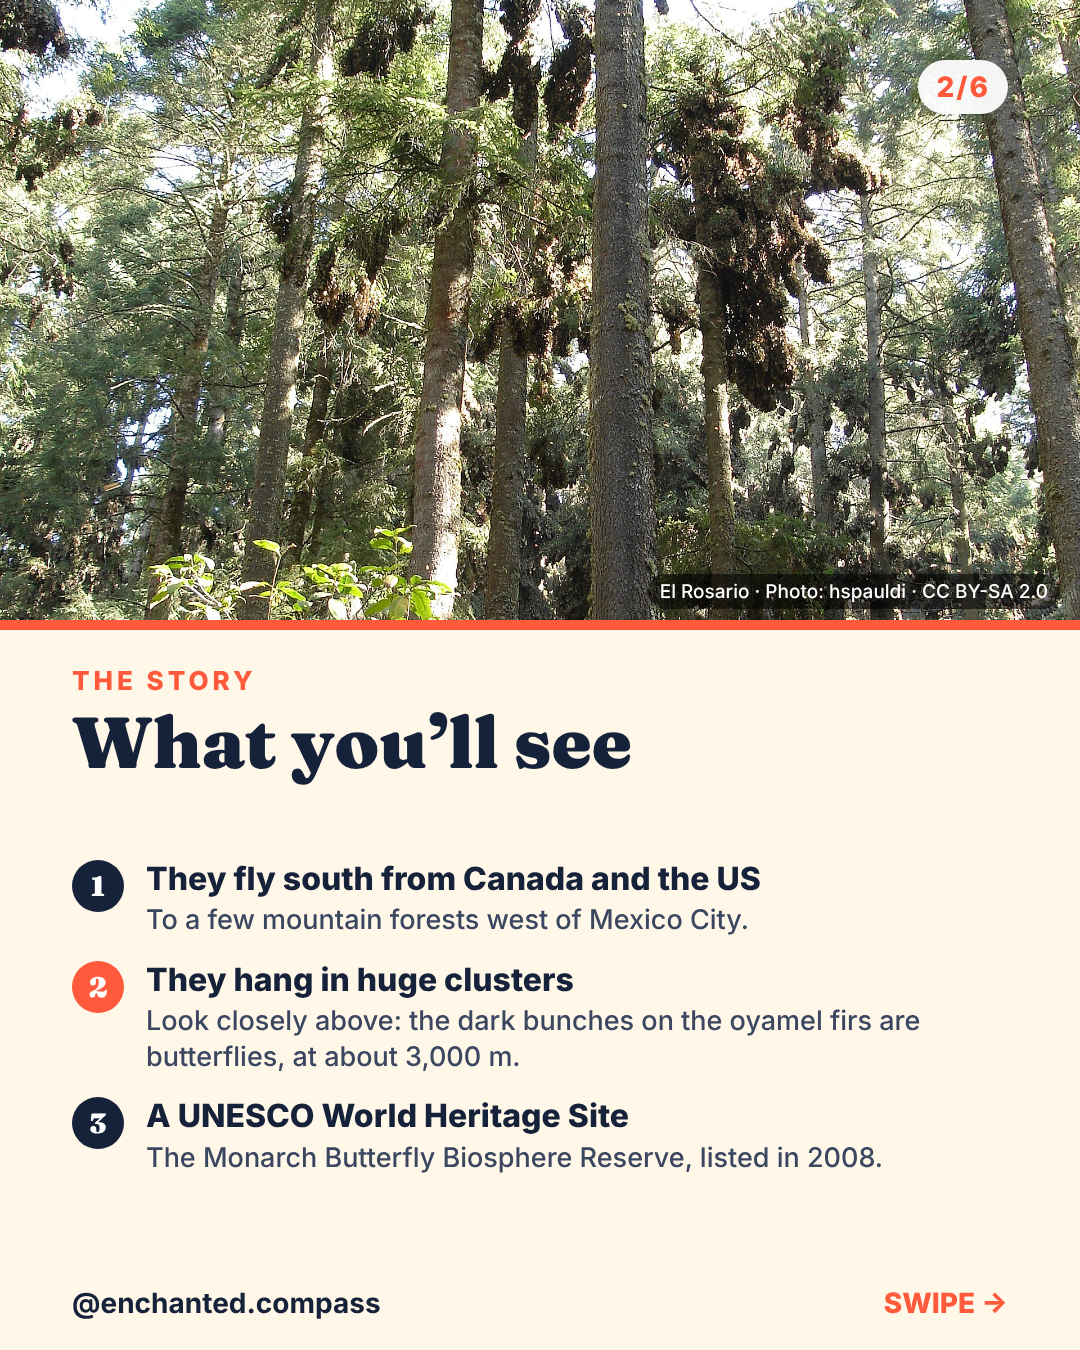 2/6
El Rosario · Photo: hspauldi · CC BY-SA 2.0
THE STORY
What you’ll see
1 They fly south from Canada and the US
To a few mountain forests west of Mexico City.
2 They hang in huge clusters
Look closely above: the dark bunches on the oyamel firs are
butterflies, at about 3,000 m.
3 A UNESCO World Heritage Site
The Monarch Butterfly Biosphere Reserve, listed in 2008.
@enchanted.compass
SWIPE →